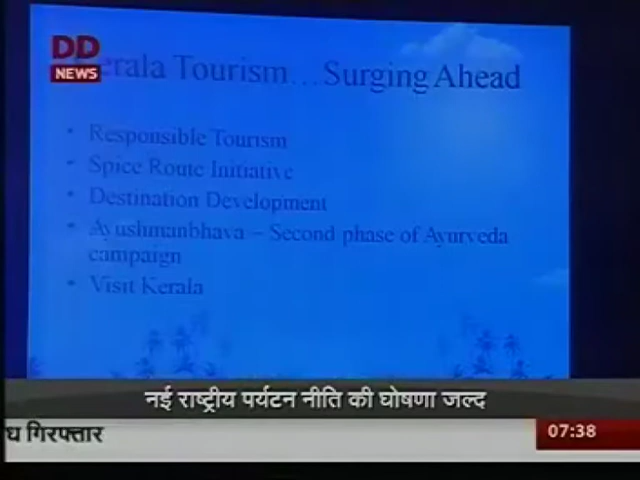 DD
NEWS
erala Tourism...Surging Ahead
• Responsible Tourism
• Spice Route Initiative
• Destination Development
• Ayushmanbhava – Second phase of Ayurveda
campaign
• Visit Kerala
नई राष्ट्रीय पर्यटन नीति की घोषणा जल्द
घ गिरफ्तार
07:38